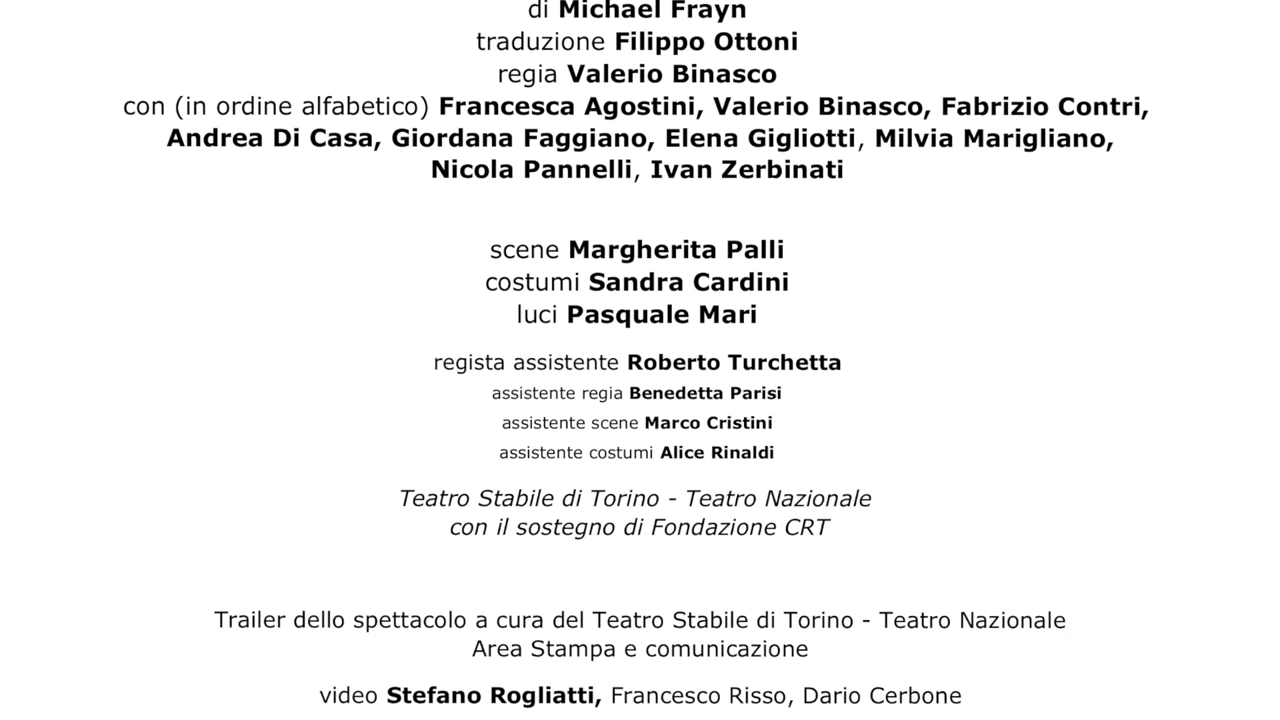 di Michael Frayn
traduzione Filippo Ottoni
regia Valerio Binasco
con (in ordine alfabetico) Francesca Agostini, Valerio Binasco, Fabrizio Contri,
Andrea Di Casa, Giordana Faggiano, Elena Gigliotti, Milvia Marigliano,
Nicola Pannelli, Ivan Zerbinati
scene Margherita Palli
costumi Sandra Cardini
luci Pasquale Mari
regista assistente Roberto Turchetta
assistente regia Benedetta Parisi
assistente scene Marco Cristini
assistente costumi Alice Rinaldi
Teatro Stabile di Torino - Teatro Nazionale
con il sostegno di Fondazione CRT
Trailer dello spettacolo a cura del Teatro Stabile di Torino - Teatro Nazionale
Area Stampa e comunicazione
video Stefano Rogliatti, Francesco Risso, Dario Cerbone